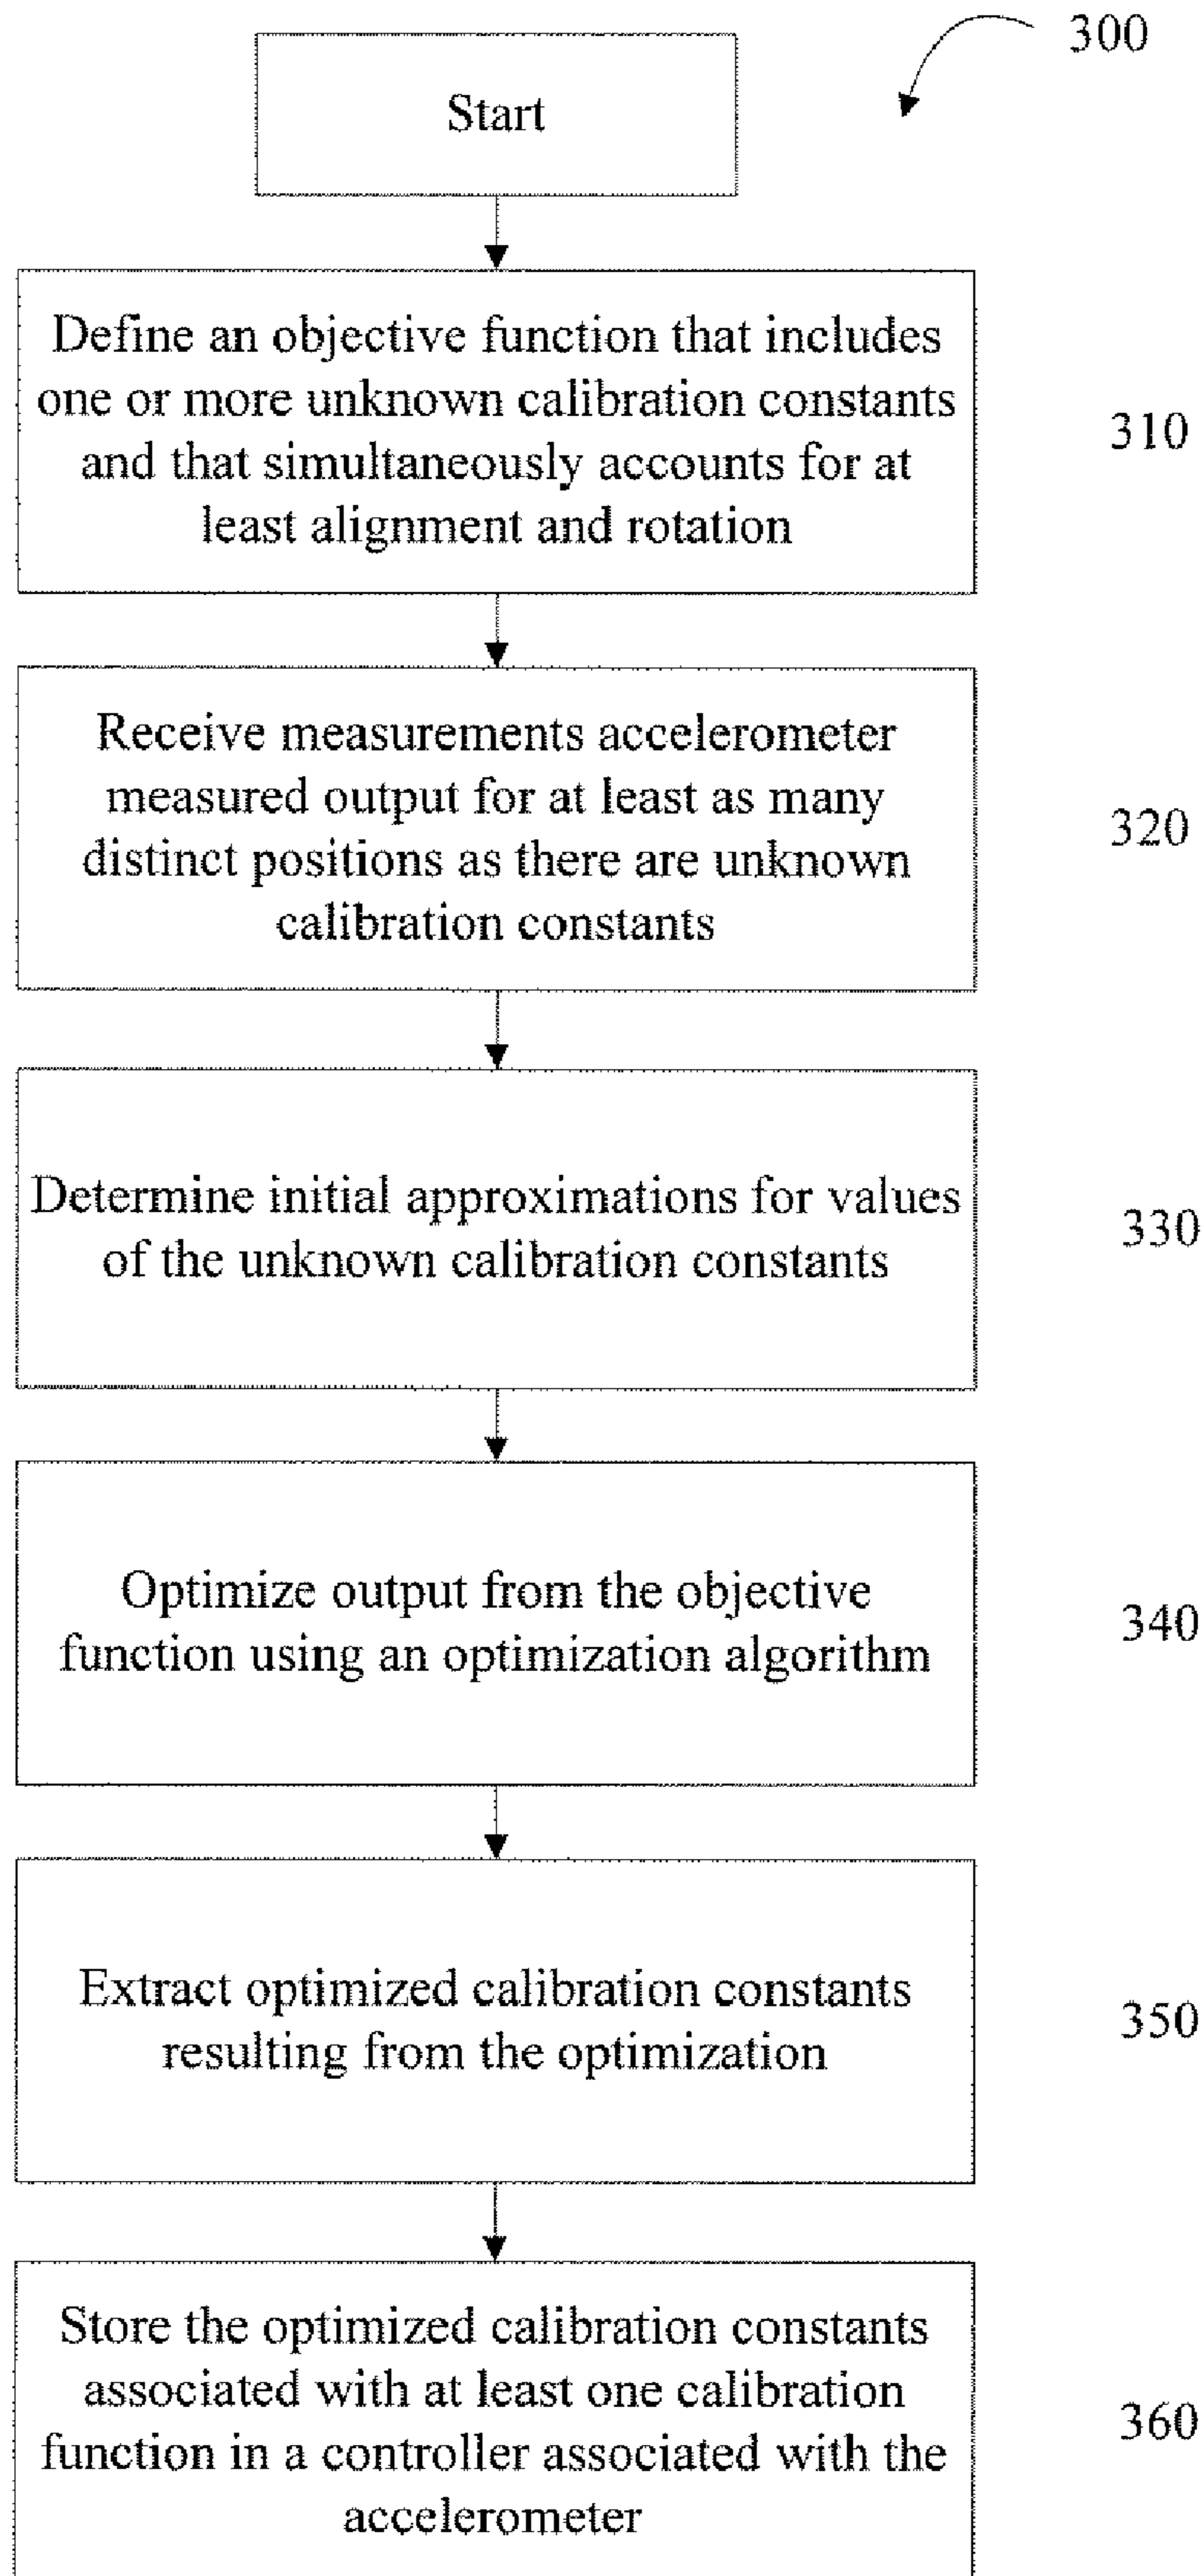 300
Start
Define an objective function that includes
one or more unknown calibration constants
and that simultaneously accounts for at
least alignment and rotation
310
Receive measurements accelerometer
measured output for at least as many
distinct positions as there are unknown
calibration constants
320
Determine initial approximations for values
of the unknown calibration constants
330
Optimize output from the objective
function using an optimization algorithm
340
Extract optimized calibration constants
resulting from the optimization
350
Store the optimized calibration constants
associated with at least one calibration
function in a controller associated with the
accelerometer
360